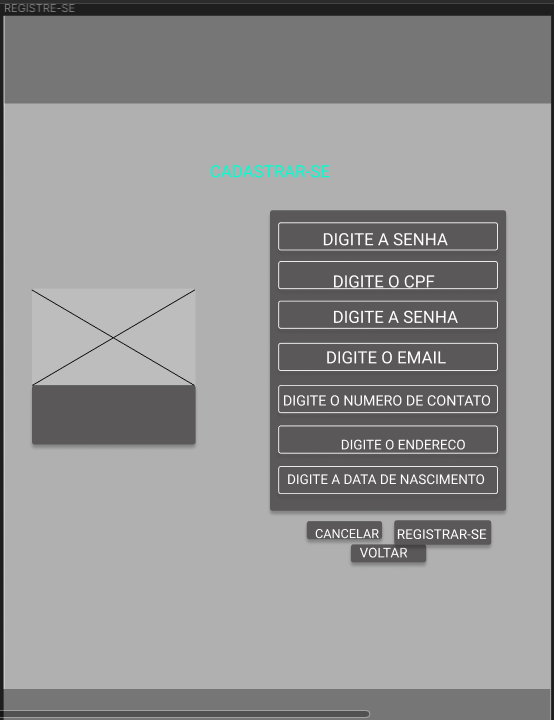 REGISTRE-SE
CADASTRAR-SE
DIGITE A SENHA
DIGITE O CPF
DIGITE A SENHA
DIGITE O EMAIL
DIGITE O NUMERO DE CONTATO
DIGITE O ENDERECO
DIGITE A DATA DE NASCIMENTO
CANCELAR REGISTRAR-SE
VOLTAR